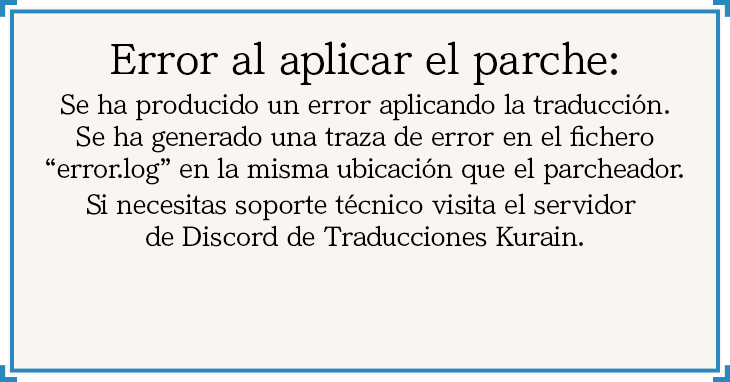 Error al aplicar el parche:
Se ha producido un error aplicando la traducción.
Se ha generado una traza de error en el fichero
“error.log” en la misma ubicación que el parcheador.
Si necesitas soporte técnico visita el servidor
de Discord de Traducciones Kurain.